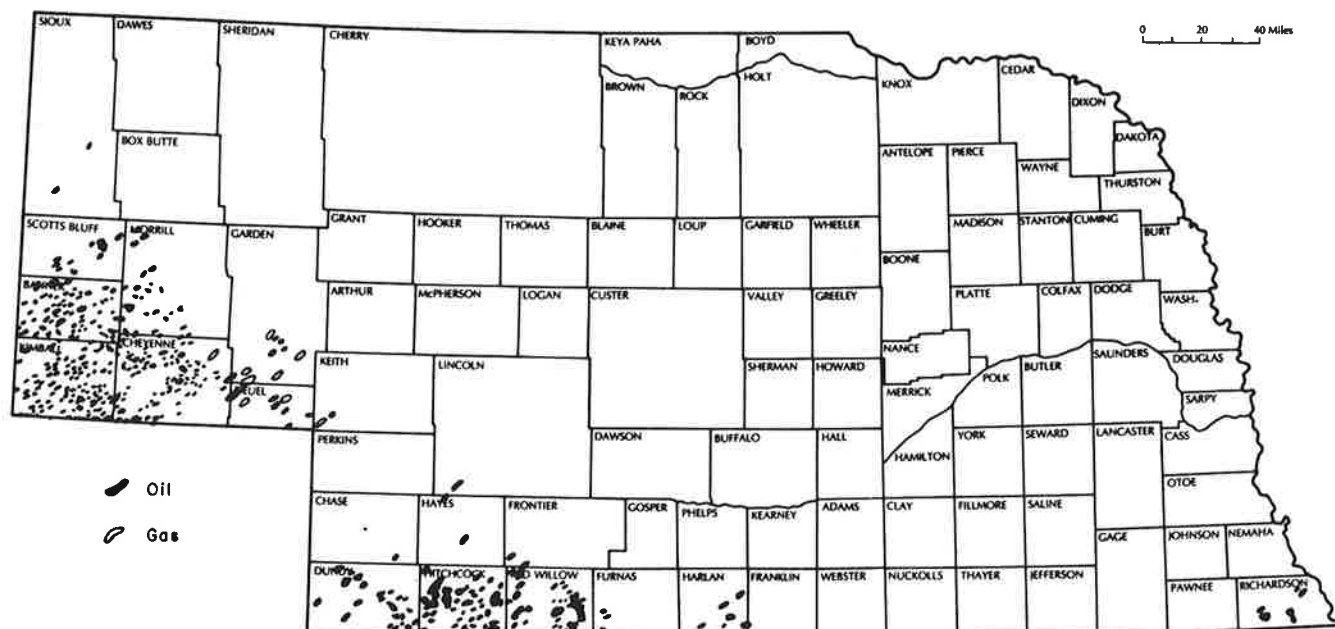 SIOUX
DAWES
SHERIDAN
CHERRY
KEYA PAHA
BOYD
0 20 40 Miles
BROWN
ROCK
HOLT
KNOX
CEDAR
DIXON
DAKOTA
BOX BUTTE
ANTELOPE
PIERCE
WAYNE
THURSTON
SCOTTS BLUFF
MORRILL
GARDEN
GRANT
HOOKER
THOMAS
BLAINE
LOUP
GARFIELD
WHEELER
MADISON
STANTON
CUMING
BURT
BOONE
ARTHUR
McPHERSON
LOGAN
CUSTER
VALLEY
GREELEY
PLATTE
COLFAX
DODGE
WASH.
KIMBALL
CHEYENNE
KEITH
LINCOLN
SHERMAN
HOWARD
NANCE
MERRICK
POLK
BUTLER
SAUNDERS
DOUGLAS
SARPY
DEUEL
PERKINS
DAWSON
BUFFALO
HALL
HAMILTON
YORK
SEWARD
LANCASTER
CASS
OTOE
Oil
Gas
CHASE
HAYES
FRONTIER
GOSPER
PHELPS
KEARNEY
ADAMS
CLAY
FILLMORE
SALINE
GAGE
JOHNSON
NEMAHA
HITCHCOCK
RED WILLOW
FURNAS
HARLAN
FRANKLIN
WEBSTER
NUCKOLLS
THAYER
JEFFERSON
PAWNEE
RICHARDSON